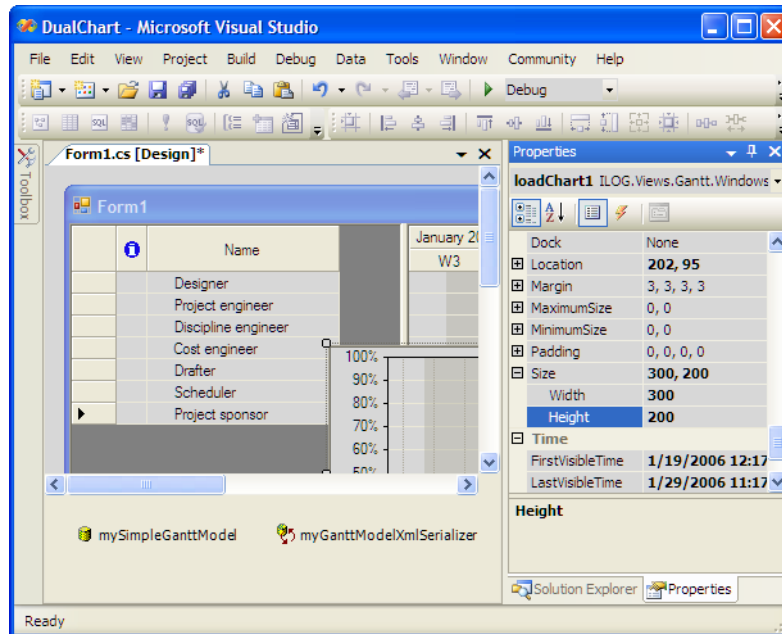 DualChart - Microsoft Visual Studio
File Edit View Project Build Debug Data Tools Window Community Help
Debug
SQL SQL
Toolbox
Form1.cs [Design]*
Form1
Name
January 20
W3
Designer
Project engineer
Discipline engineer
Cost engineer
Drafter
Scheduler
Project sponsor
100%
90%
80%
70%
60%
50%
mySimpleGanttModel myGanttModelXmlSerializer
Properties
loadChart1 ILOG.Views.Gantt.Windows
Dock None
Location 202, 95
Margin 3, 3, 3, 3
MaximumSize 0, 0
MinimumSize 0, 0
Padding 0, 0, 0, 0
Size 300, 200
Width 300
Height 200
Time
FirstVisibleTime 1/19/2006 12:17
LastVisibleTime 1/29/2006 11:17
Height
Solution Explorer Properties
Ready